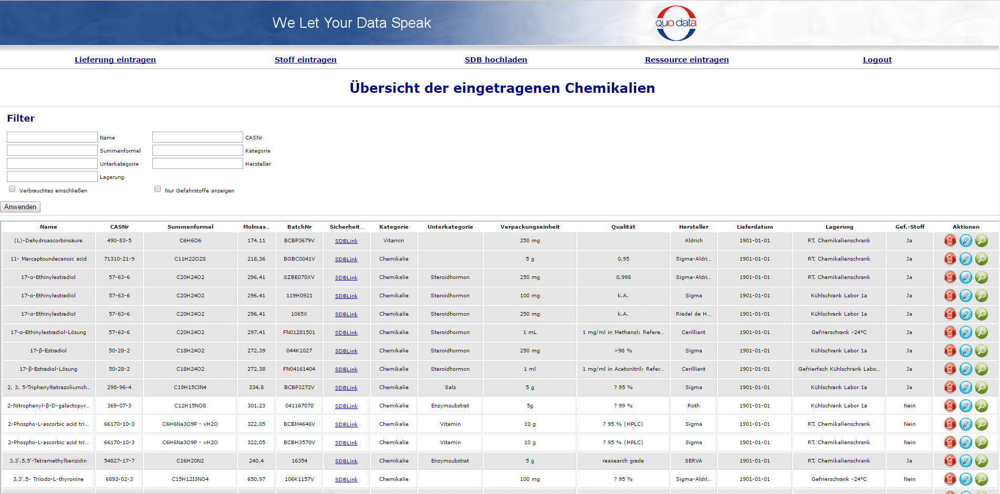 We Let Your Data Speak
quo data
Lieferung eintragen Stoff eintragen SDB hochladen Ressource eintragen Logout
Übersicht der eingetragenen Chemikalien
Filter
Name CASNr
Summenformel Kategorie
Unterkategorie Hersteller
Lagerung
Verbrauchtes einschließen Nur Gefahrstoffe anzeigen
Anwenden
Name CASNr Summenformel Molmas... BatchNr Sicherheit... Kategorie Unterkategorie Verpackungseinheit Qualität Hersteller Lieferdatum Lagerung Gef.-Stoff Aktionen
(L)-Dehydroascorbinsäure 490-83-5 C6H6O6 174,11 BCBP3679V SDBLink Vitamin 250 mg Aldrich 1901-01-01 RT, Chemikalienschrank Ja
11- Mercaptoundecanoic acid 71310-21-9 C11H22O2S 218,36 BGBC0041V SDBLink Chemikalie 5 g 0,95 Sigma-Aldri... 1901-01-01 RT, Chemikalienschrank Ja
17-α-Ethinylestradiol 57-63-6 C20H24O2 296,41 SZBE070XV SDBLink Chemikalie Steroidhormon 250 mg 0,998 Sigma-Aldri... 1901-01-01 RT, Chemikalienschrank Ja
17-α-Ethinylestradiol 57-63-6 C20H24O2 296,41 119H0921 SDBLink Chemikalie Steroidhormon 100 mg k.A. Sigma 1901-01-01 Kühlschrank Labor 1a Ja
17-α-Ethinylestradiol 57-63-6 C20H24O2 296,41 1065X SDBLink Chemikalie Steroidhormon 250 mg k.A. Riedel de H... 1901-01-01 Kühlschrank Labor 1a Ja
17-α-Ethinylestradiol-Lösung 57-63-6 C20H24O2 297,41 FN01281501 SDBLink Chemikalie Steroidhormon 1 mL 1 mg/ml in Methanol; Refere... Cerilliant 1901-01-01 Gefrierschrank -24°C Ja
17-β-Estradiol 50-28-2 C18H24O2 272,39 044K1027 SDBLink Chemikalie Steroidhormon 250 mg >98 % Sigma 1901-01-01 Kühlschrank Labor 1a Ja
17-β-Estradiol-Lösung 50-28-2 C18H24O2 272,38 FN04161404 SDBLink Chemikalie Steroidhormon 1 ml 1 mg/ml in Acetonitril; Refer... Cerilliant 1901-01-01 Gefrierfach Kühlschrank Labo... Ja
2, 3, 5-Triphenyltetrazoliumch... 298-96-4 C19H15ClN4 334,8 BCBP3272V SDBLink Chemikalie Salz 5 g ? 95 % Sigma 1901-01-01 Kühlschrank Labor 1a Ja
2-Nitrophenyl-β-D-galactopyr... 369-07-3 C12H15NO8 301,23 041167070 SDBLink Chemikalie Enzymsubstrat 5g ? 99 % Roth 1901-01-01 Kühlschrank Labor 1a Nein
2-Phospho-L-ascorbic acid tri... 66170-10-3 C6H6Na3O9P · xH2O 322,05 BCBM4646V SDBLink Chemikalie Vitamin 10 g ? 95 % (HPLC) Sigma 1901-01-01 RT, Chemikalienschrank Nein
2-Phospho-L-ascorbic acid tri... 66170-10-3 C6H6Na3O9P · xH2O 322,05 BCBH3570V SDBLink Chemikalie Vitamin 10 g ? 95 % (HPLC) Sigma 1901-01-01 RT, Chemikalienschrank Nein
3,3',5,5'-Tetramethylbenzidin 54827-17-7 C16H20N2 240,4 16354 SDBLink Chemikalie Enzymsubstrat 5 g reasearch grade SERVA 1901-01-01 RT, Chemikalienschrank Ja
3,3',5- Triiodo-L-thyronine 6893-02-3 C15H12I3NO4 650,97 106K1157V SDBLink Chemikalie 100 mg ? 95 % Sigma-Aldri... 1901-01-01 Gefrierschrank -24°C Nein